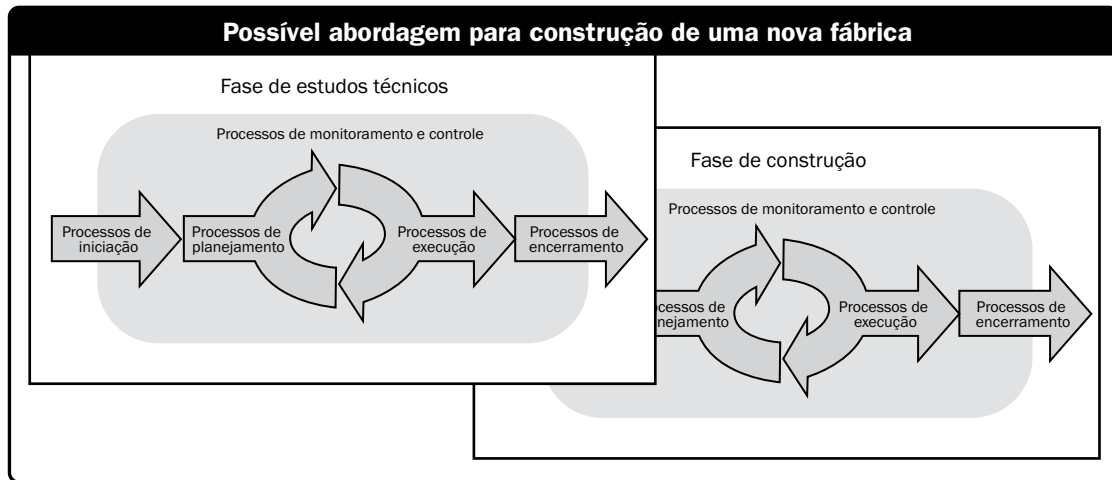 Possível abordagem para construção de uma nova fábrica
Fase de estudos técnicos
Processos de monitoramento e controle
Processos de
iniciação
Processos de
planejamento
Processos de
execução
Processos de
encerramento
Fase de construção
Processos de monitoramento e controle
de
Processos de
execução
Processos de
encerramento